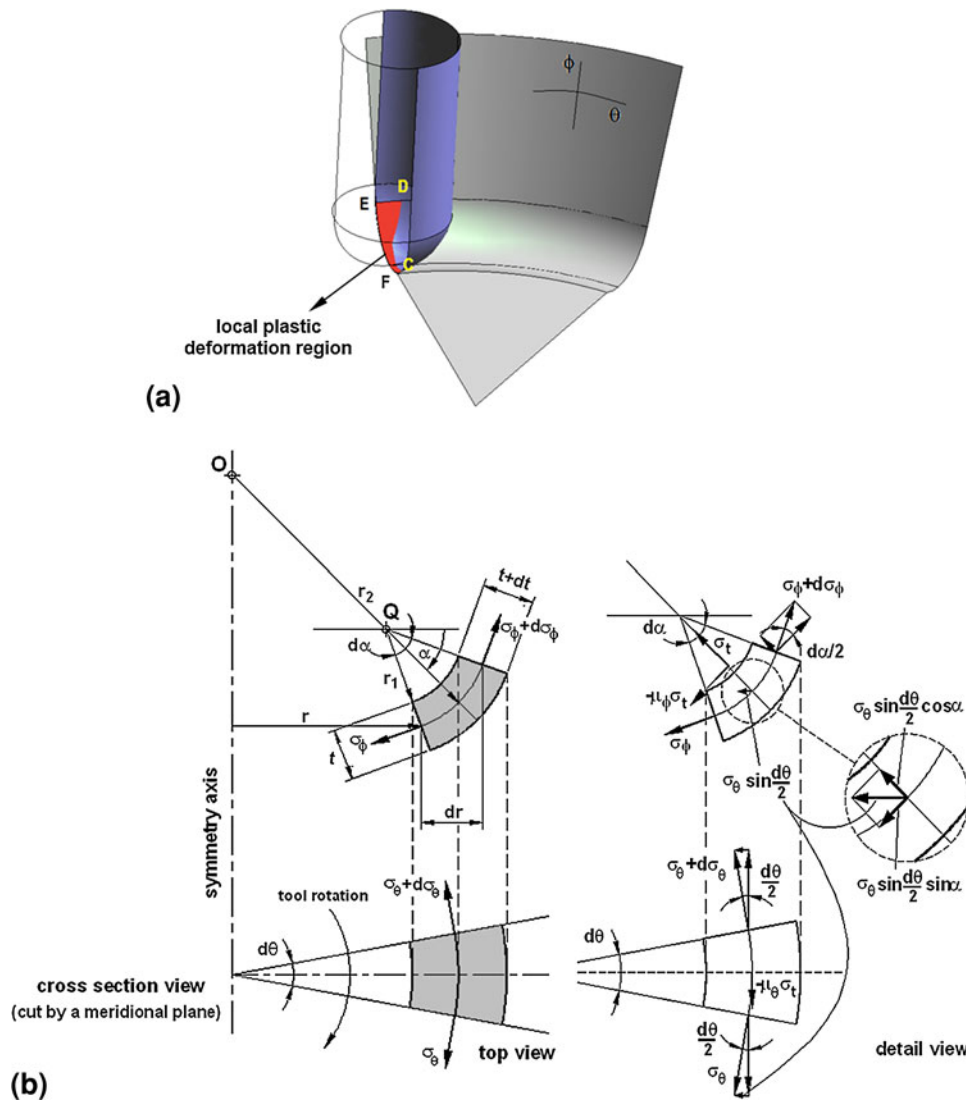 ϕ
θ
D
E
C
F
local plastic
deformation region
(a)
O
r₂
Q
t+dt
dα
α
σϕ+dσϕ
r₁
r
σϕ
t
dr
symmetry axis
σθ+dσθ
tool rotation
dθ
cross section view
(cut by a meridional plane)
σθ
top view
σϕ+dσϕ
dα
σt
dα/2
-μϕσt
σϕ
σθ sin dθ/2 cosα
σθ sin dθ/2
σθ sin dθ/2 sinα
σθ+dσθ
dθ/2
dθ
-μθσt
dθ/2
σθ
detail view
(b)